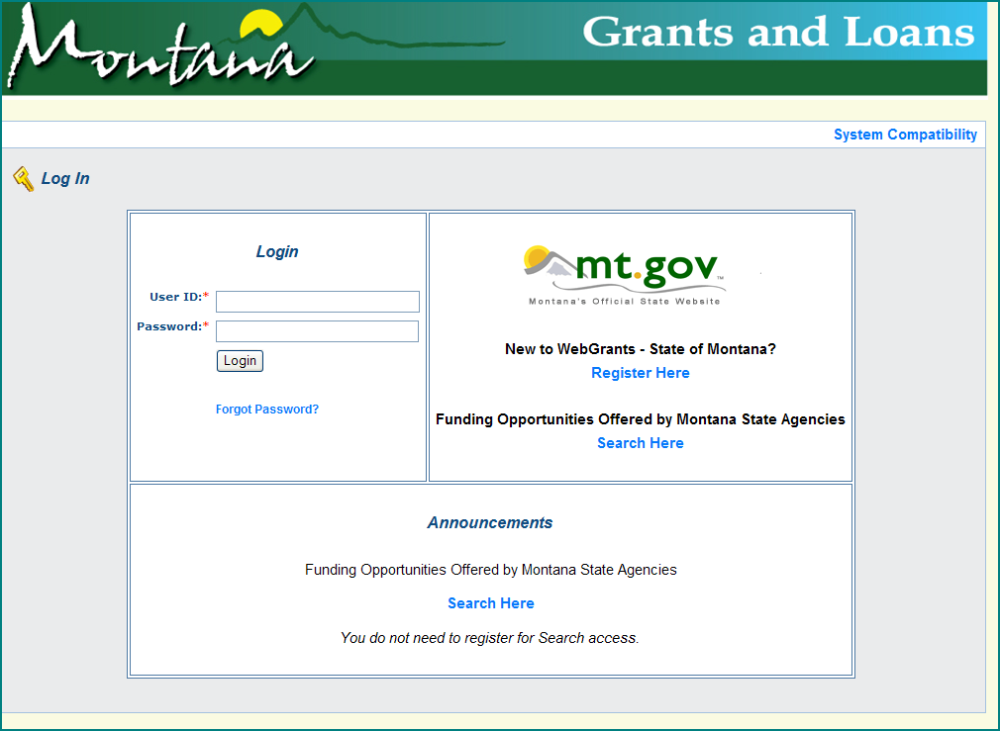 Montana
Grants and Loans
System Compatibility
Log In
Login
User ID:*
Password:*
Login
Forgot Password?
mt.gov™
Montana's Official State Website
New to WebGrants - State of Montana?
Register Here
Funding Opportunities Offered by Montana State Agencies
Search Here
Announcements
Funding Opportunities Offered by Montana State Agencies
Search Here
You do not need to register for Search access.